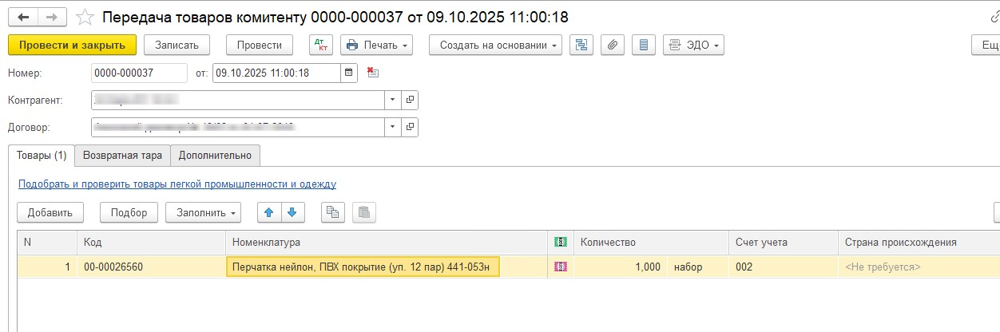 Передача товаров комитенту 0000-000037 от 09.10.2025 11:00:18
Провести и закрыть Записать Провести Дт Кт Печать Создать на основании ЭДО
Номер: 0000-000037 от: 09.10.2025 11:00:18
Контрагент:
Договор:
Товары (1) Возвратная тара Дополнительно
Подобрать и проверить товары легкой промышленности и одежду
Добавить Подбор Заполнить
N Код Номенклатура Количество Счет учета Страна происхождения
1 00-00026560 Перчатка нейлон, ПВХ покрытие (уп. 12 пар) 441-053н 1,000 набор 002 <Не требуется>